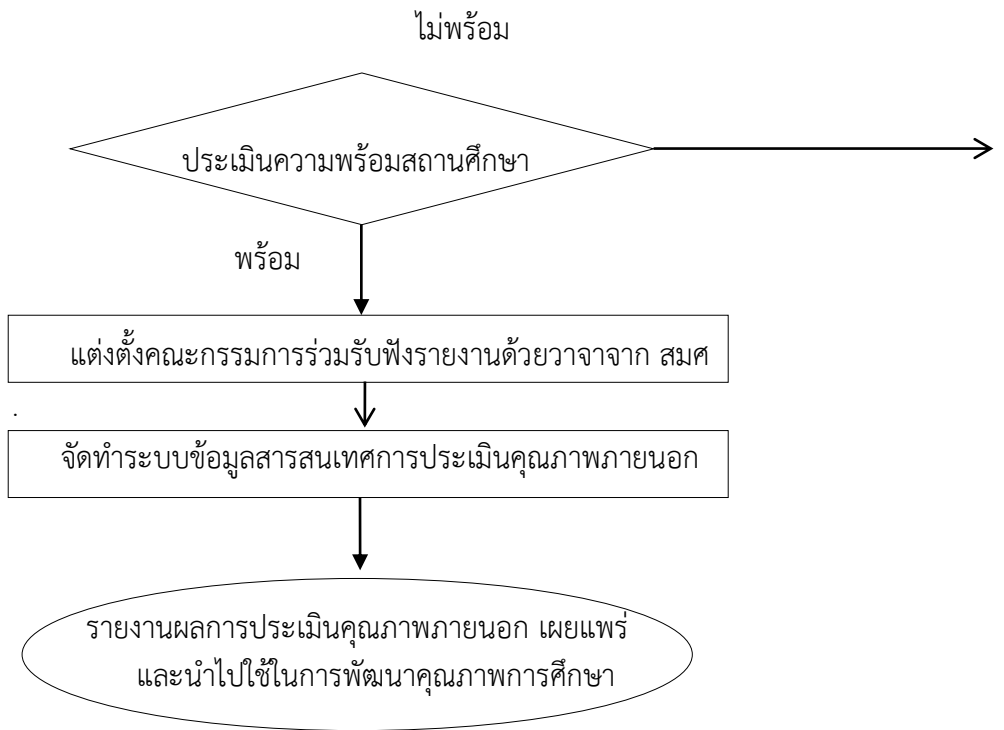 ไม่พร้อม
ประเมินความพร้อมสถานศึกษา
พร้อม
แต่งตั้งคณะกรรมการร่วมรับฟังรายงานด้วยวาจาจาก สมศ
.
จัดทำระบบข้อมูลสารสนเทศการประเมินคุณภาพภายนอก
รายงานผลการประเมินคุณภาพภายนอก เผยแพร่
และนำไปใช้ในการพัฒนาคุณภาพการศึกษา